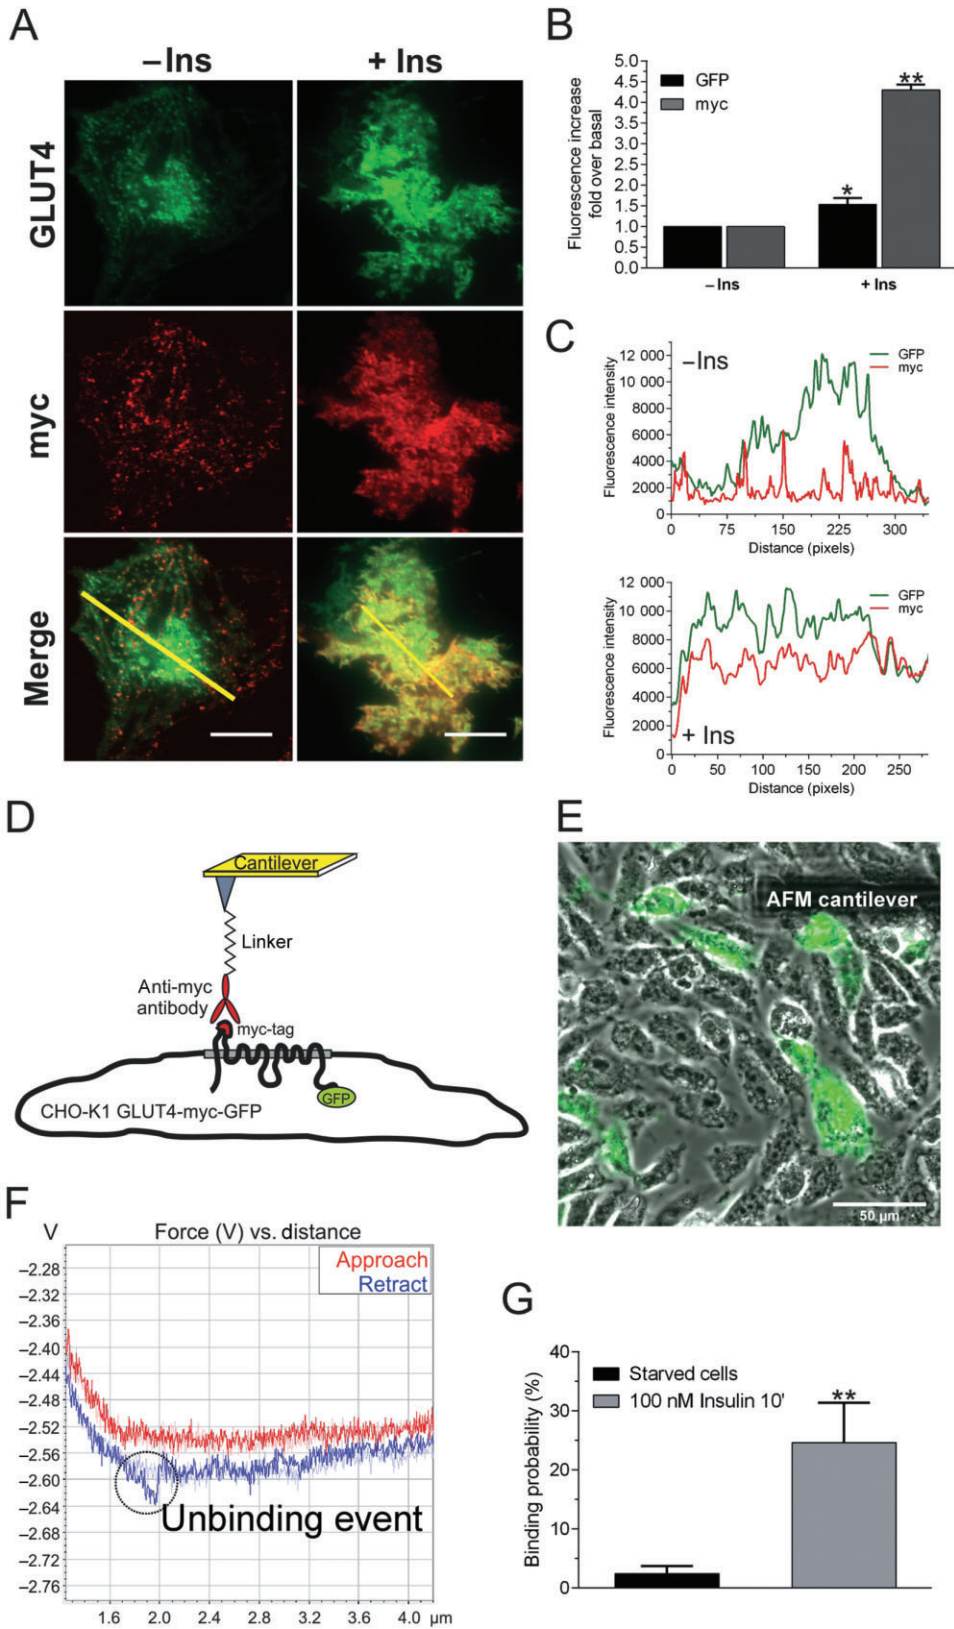 A
–Ins
+ Ins
GLUT4
myc
Merge
B
Fluorescence increase
fold over basal
5.0
4.5
4.0
3.5
3.0
2.5
2.0
1.5
1.0
0.5
0.0
GFP
myc
*
**
–Ins
+ Ins
C
Fluorescence intensity
12 000
10 000
8000
6000
4000
2000
0
–Ins
GFP
myc
0 75 150 225 300
Distance (pixels)
Fluorescence intensity
12 000
10 000
8000
6000
4000
2000
0
+ Ins
GFP
myc
0 50 100 150 200 250
Distance (pixels)
D
Cantilever
Linker
Anti-myc
antibody
myc-tag
GFP
CHO-K1 GLUT4-myc-GFP
E
AFM cantilever
50 µm
F
V
Force (V) vs. distance
Approach
Retract
–2.28
–2.32
–2.36
–2.40
–2.44
–2.48
–2.52
–2.56
–2.60
–2.64
–2.68
–2.72
–2.76
Unbinding event
1.6 2.0 2.4 2.8 3.2 3.6 4.0 µm
G
Binding probability (%)
40
30
20
10
0
Starved cells
100 nM Insulin 10'
**